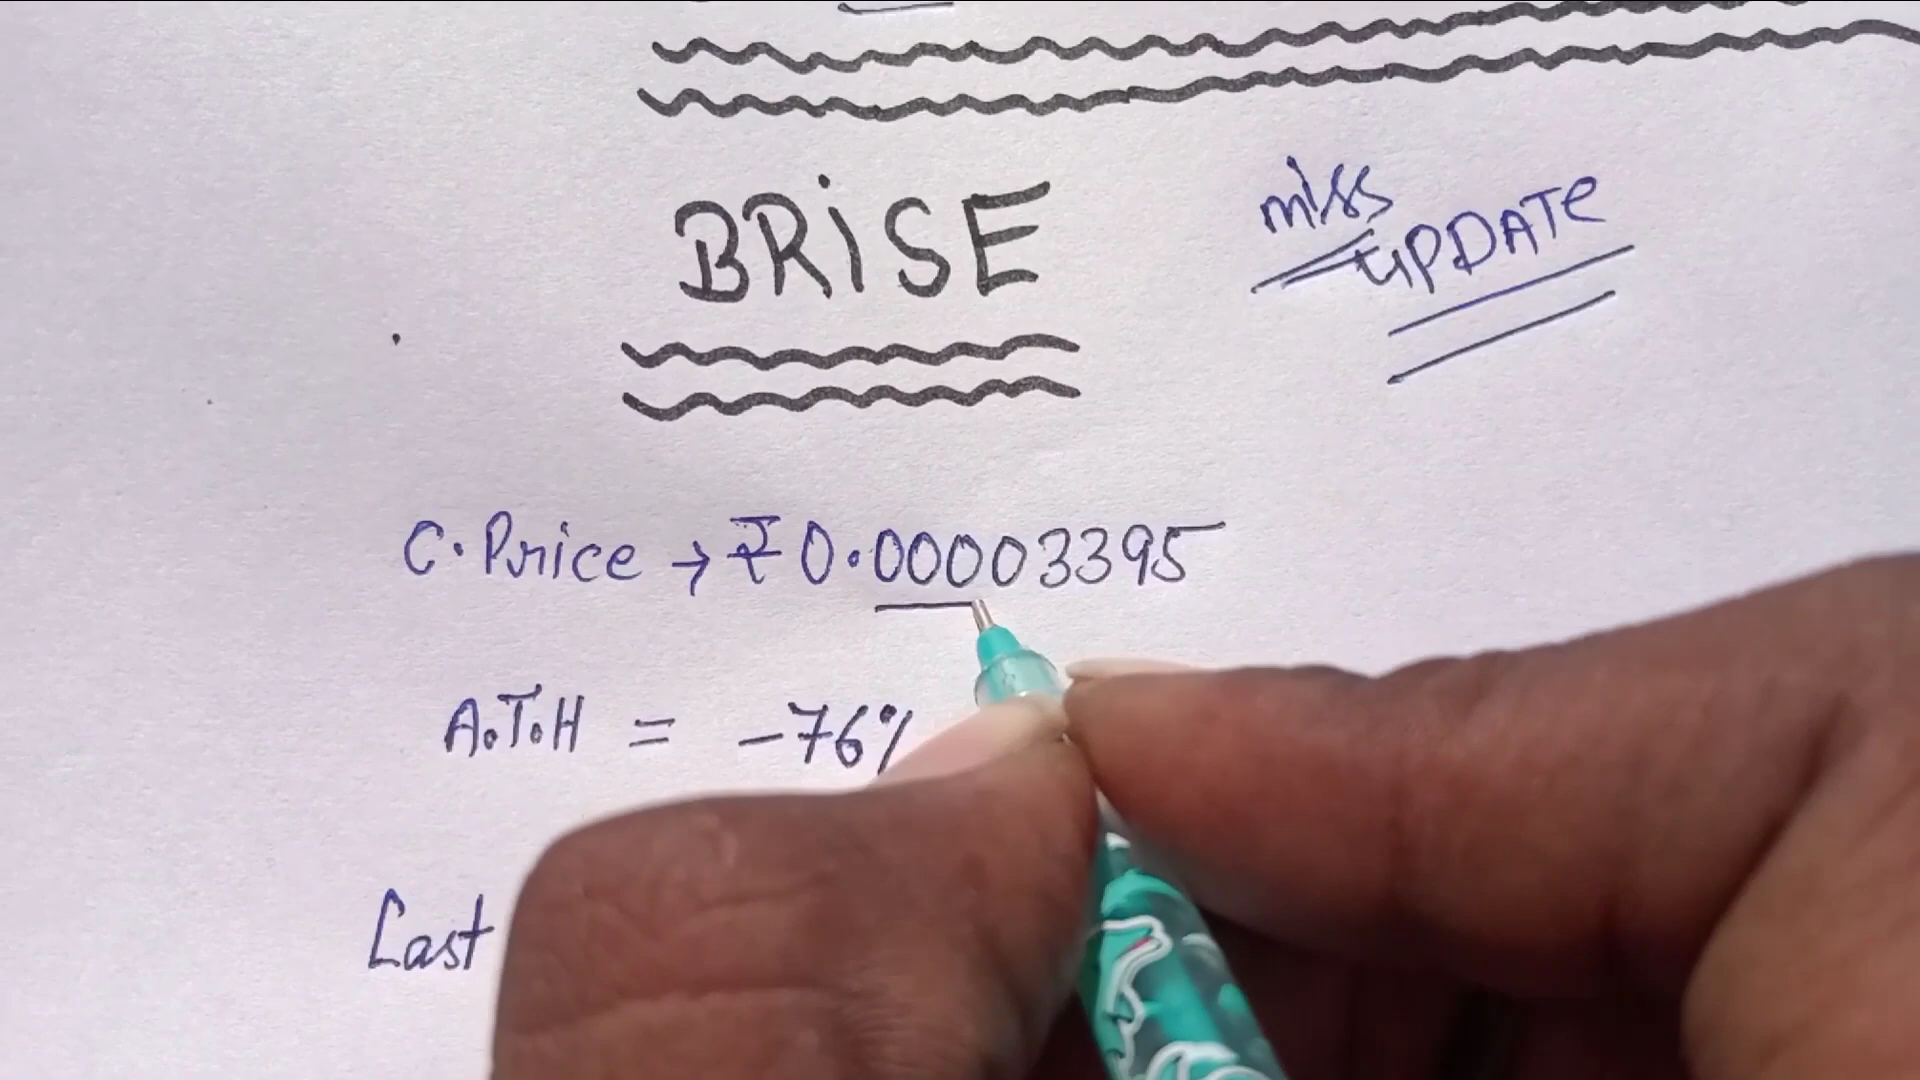 BRiSE
miss
UPDATE
C.Price → ₹0.00003395
A.T.H = -76%
Last